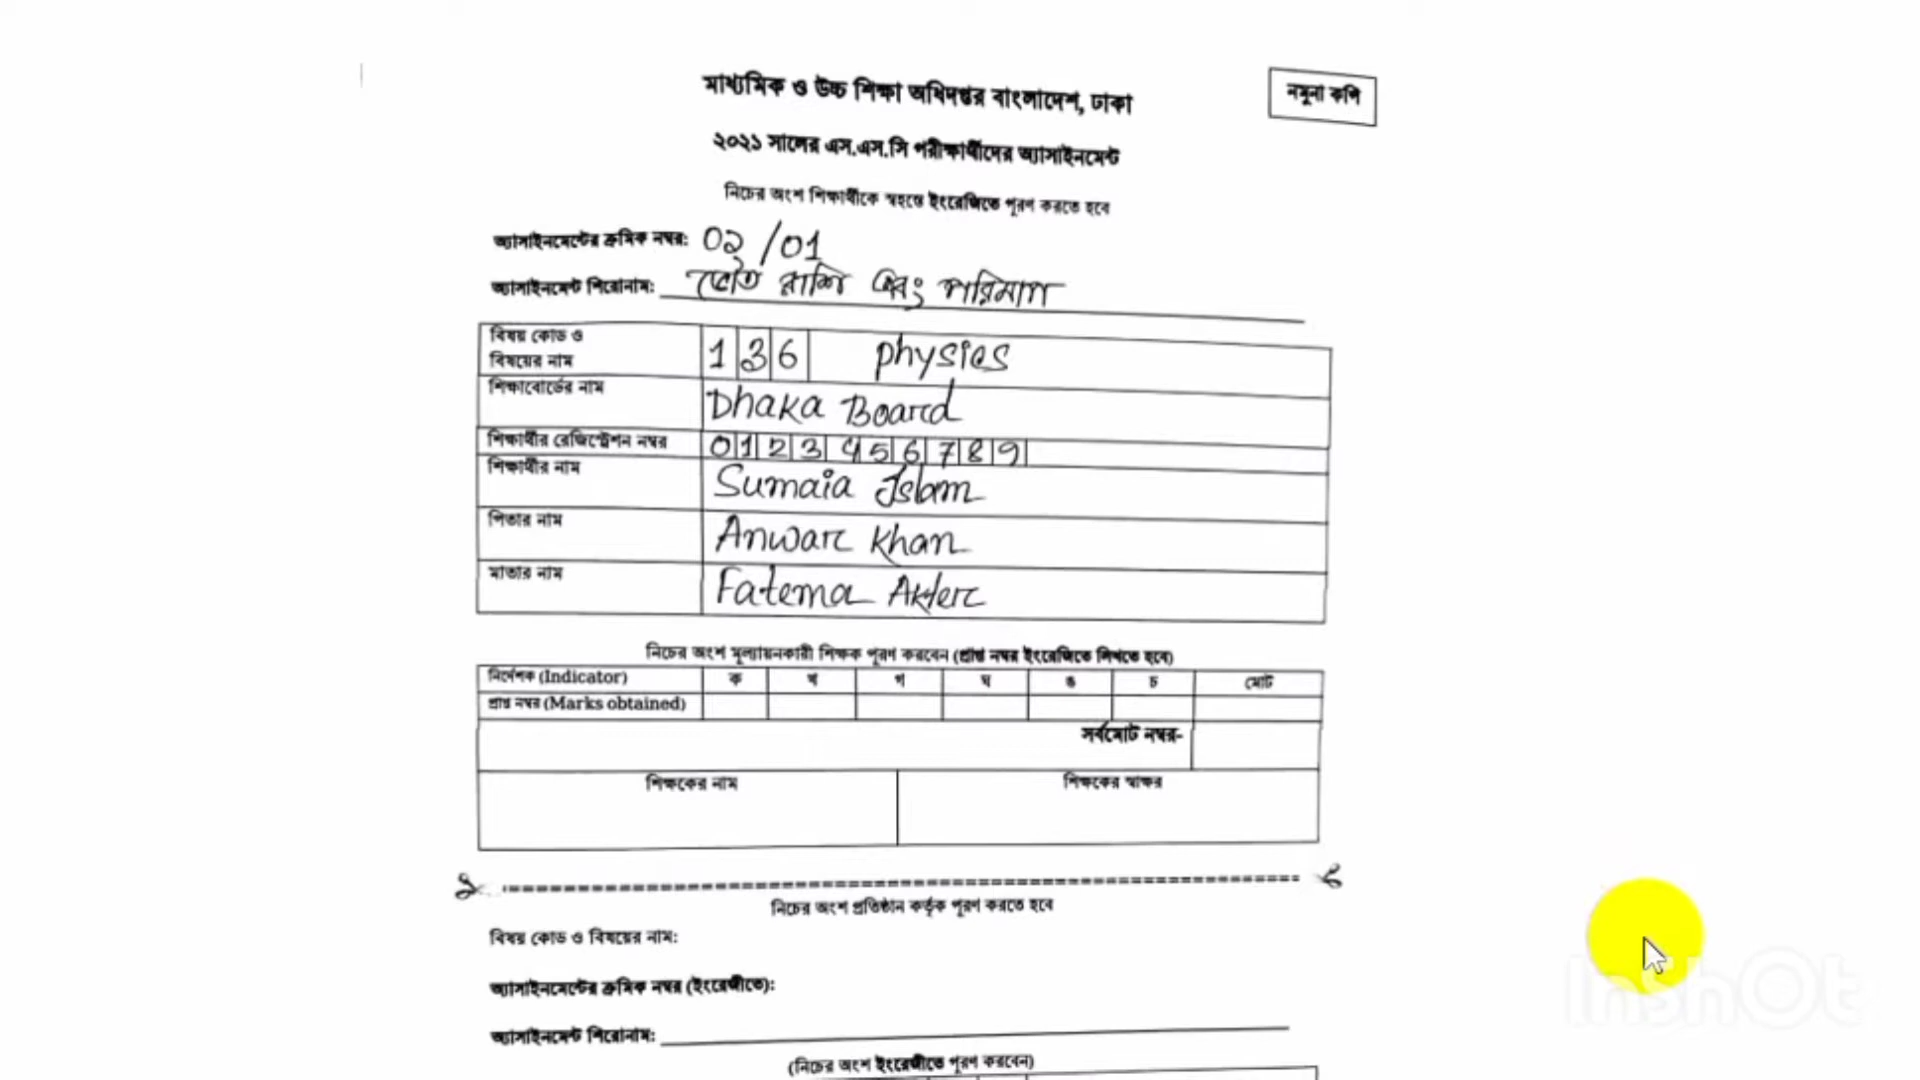 মাধ্যমিক ও উচ্চ শিক্ষা অধিদপ্তর বাংলাদেশ, ঢাকা
নমুনা কপি
২০২১ সালের এস.এস.সি পরীক্ষার্থীদের অ্যাসাইনমেন্ট
নিচের অংশ শিক্ষার্থীকে স্বহস্তে ইংরেজিতে পূরণ করতে হবে
অ্যাসাইনমেন্টের ক্রমিক নম্বর: 02/01
অ্যাসাইনমেন্ট শিরোনাম: ভৌত রাশি এবং পরিমাপ
বিষয় কোড ও
বিষয়ের নাম 1 3 6 Physics
শিক্ষাবোর্ডের নাম Dhaka Board
শিক্ষার্থীর রেজিস্ট্রেশন নম্বর 0 1 2 3 4 5 6 7 8 9
শিক্ষার্থীর নাম Sumaia Islam
পিতার নাম Anwar Khan
মাতার নাম Fatema Akter
নিচের অংশ মূল্যায়নকারী শিক্ষক পূরণ করবেন (প্রাপ্ত নম্বর ইংরেজিতে লিখতে হবে)
নির্দেশক (Indicator) ক খ গ ঘ ঙ চ মোট
প্রাপ্ত নম্বর (Marks obtained)
সর্বমোট নম্বর-
শিক্ষকের নাম শিক্ষকের স্বাক্ষর
নিচের অংশ প্রতিষ্ঠান কর্তৃক পূরণ করতে হবে
বিষয় কোড ও বিষয়ের নাম:
অ্যাসাইনমেন্টের ক্রমিক নম্বর (ইংরেজীতে):
অ্যাসাইনমেন্ট শিরোনাম:
(নিচের অংশ ইংরেজীতে পূরণ করবেন)
InShOt